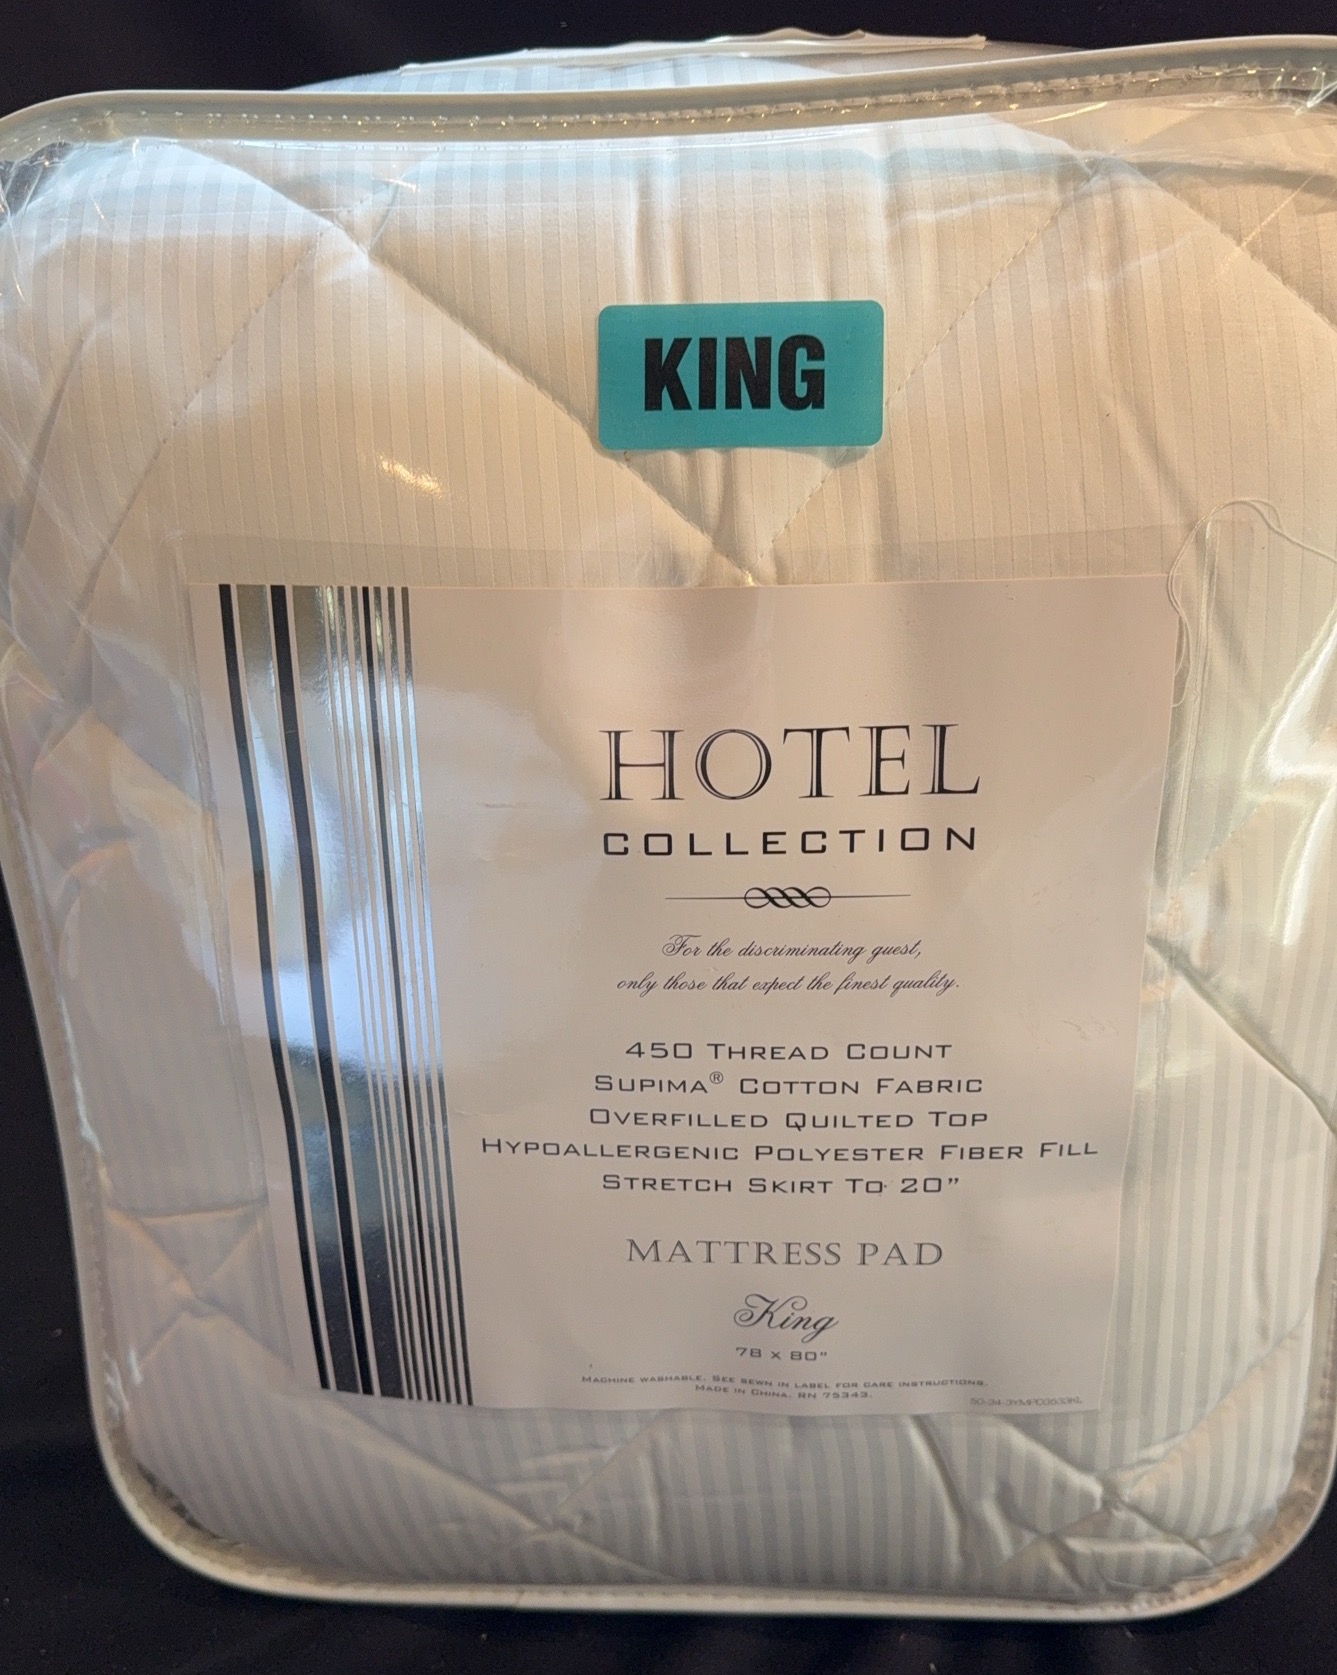 KING
HOTEL
COLLECTION
For the discriminating guest,
only those that expect the finest quality.
450 THREAD COUNT
SUPIMA® COTTON FABRIC
OVERFILLED QUILTED TOP
HYPOALLERGENIC POLYESTER FIBER FILL
STRETCH SKIRT TO 20"
MATTRESS PAD
King
78 x 80"
MACHINE WASHABLE. SEE SEWN IN LABEL FOR CARE INSTRUCTIONS.
MADE IN CHINA. RN 75343.